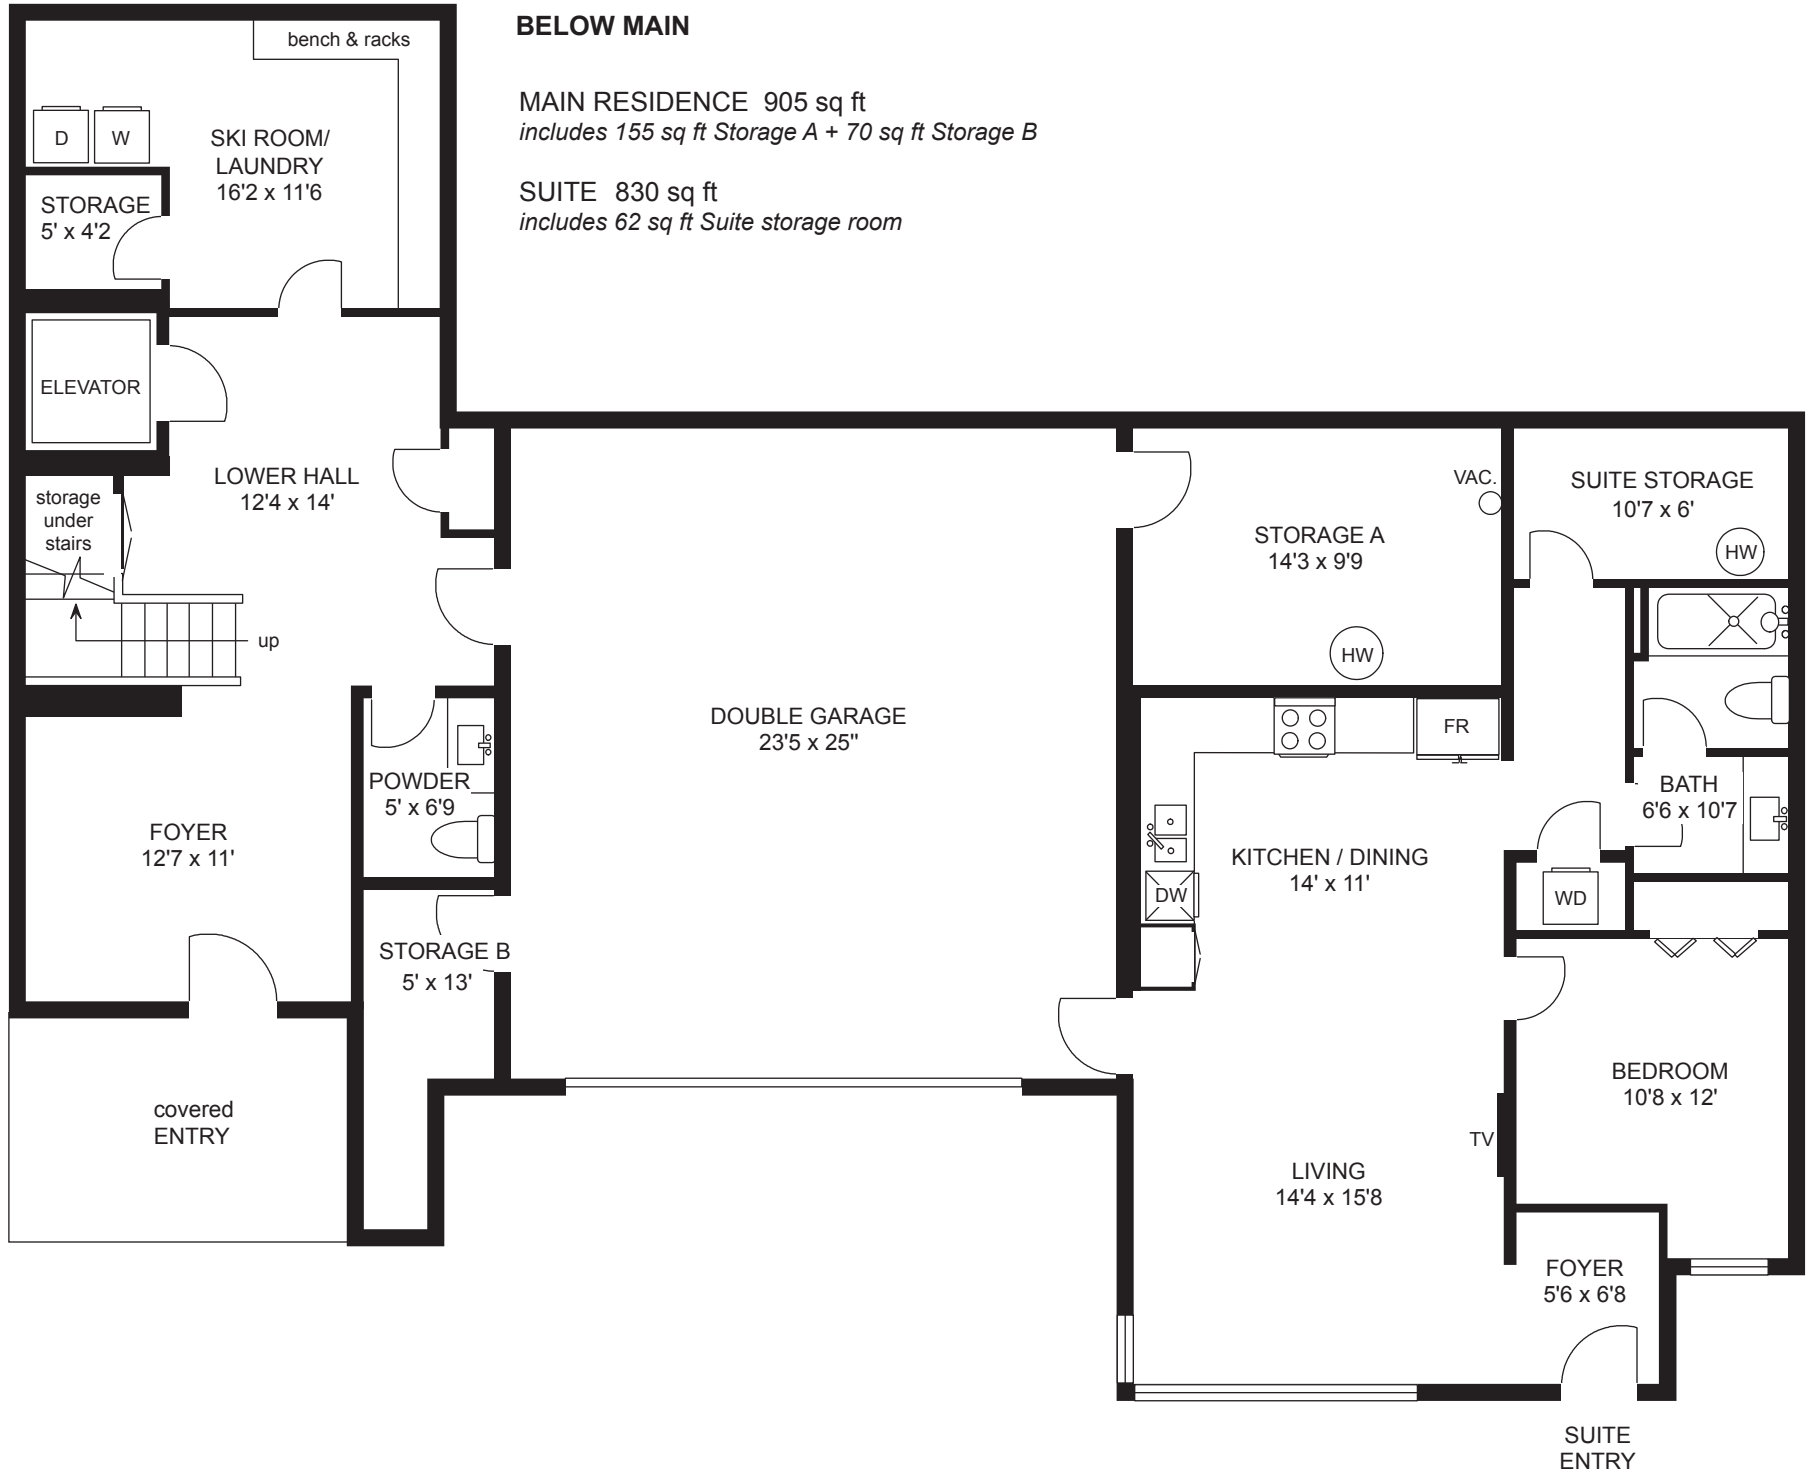 BELOW MAIN
MAIN RESIDENCE 905 sq ft
includes 155 sq ft Storage A + 70 sq ft Storage B
SUITE 830 sq ft
includes 62 sq ft Suite storage room
bench & racks
D
W
SKI ROOM/
LAUNDRY
16'2 x 11'6
STORAGE
5' x 4'2
ELEVATOR
LOWER HALL
12'4 x 14'
storage
under
stairs
up
FOYER
12'7 x 11'
POWDER
5' x 6'9
STORAGE B
5' x 13'
covered
ENTRY
DOUBLE GARAGE
23'5 x 25"
VAC.
STORAGE A
14'3 x 9'9
HW
SUITE STORAGE
10'7 x 6'
HW
FR
KITCHEN / DINING
14' x 11'
DW
BATH
6'6 x 10'7
WD
BEDROOM
10'8 x 12'
TV
LIVING
14'4 x 15'8
FOYER
5'6 x 6'8
SUITE
ENTRY